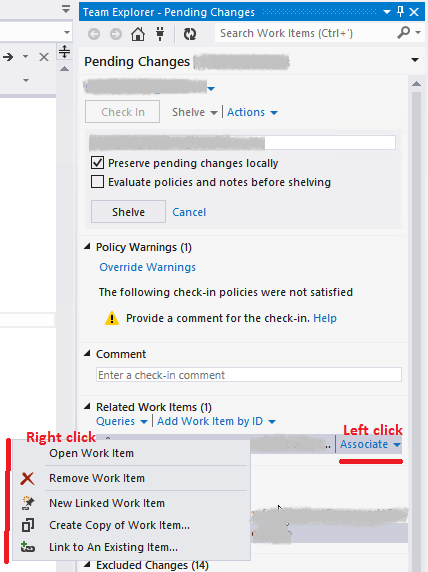 Team Explorer - Pending Changes
Search Work Items (Ctrl+')
Pending Changes
Check In Shelve Actions
Preserve pending changes locally
Evaluate policies and notes before shelving
Shelve Cancel
Policy Warnings (1)
Override Warnings
The following check-in policies were not satisfied
Provide a comment for the check-in. Help
Comment
Enter a check-in comment
Related Work Items (1)
Queries Add Work Item by ID
Right click
Left click
.. Associate
Open Work Item
Remove Work Item
New Linked Work Item
Create Copy of Work Item...
Link to An Existing Item...
Excluded Changes (14)